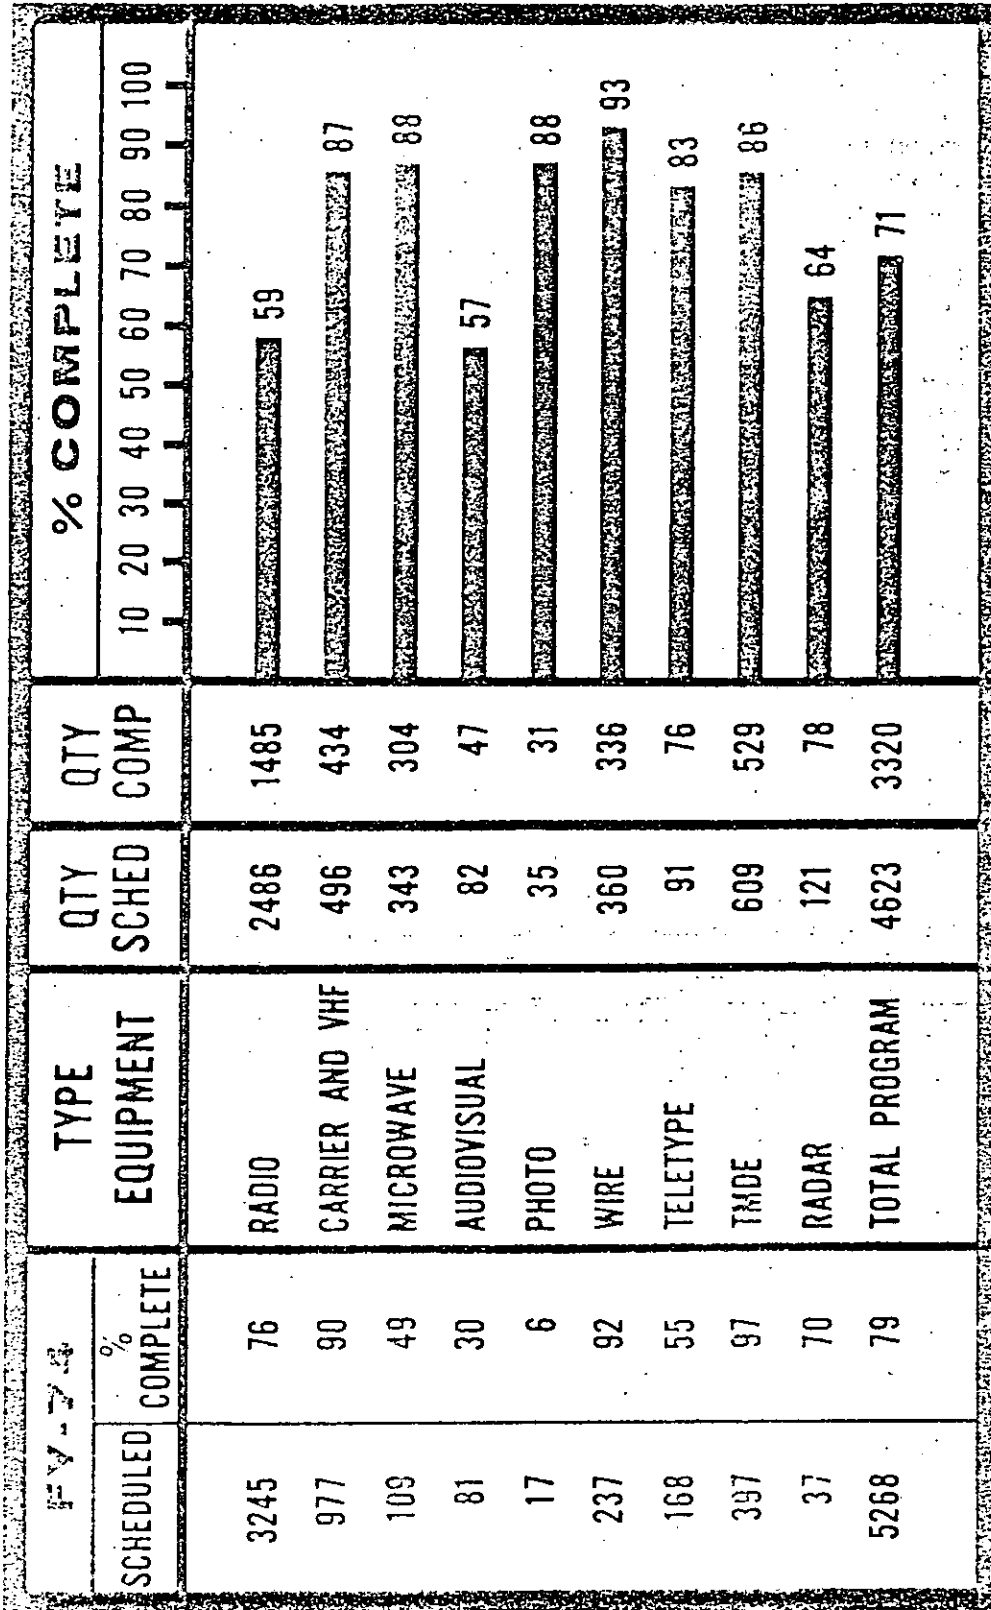 FY-74 TYPE EQUIPMENT QTY SCHED QTY COMP % COMPLETE
SCHEDULED % COMPLETE 10 20 30 40 50 60 70 80 90 100
3245 76 RADIO 2486 1485 59
977 90 CARRIER AND VHF 496 434 87
109 49 MICROWAVE 343 304 88
81 30 AUDIOVISUAL 82 47 57
17 6 PHOTO 35 31 88
237 92 WIRE 360 336 93
168 55 TELETYPE 91 76 83
397 97 TMDE 609 529 86
37 70 RADAR 121 78 64
5268 79 TOTAL PROGRAM 4623 3320 71